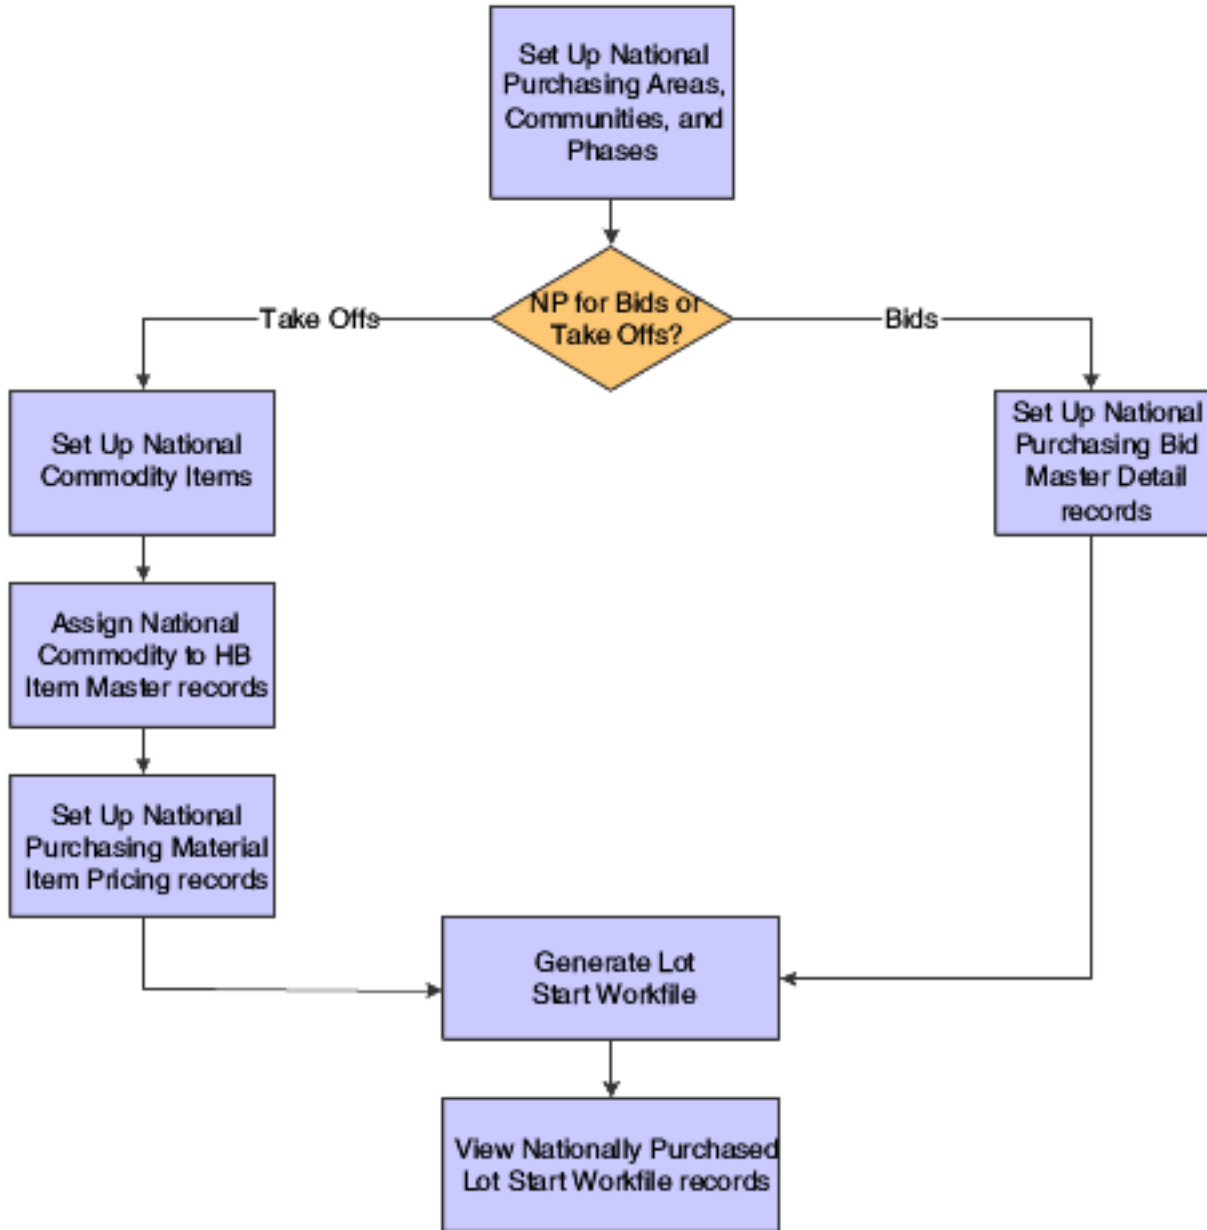 Set Up National
Purchasing Areas,
Communities, and
Phases
NP for Bids or
Take Offs?
Take Offs
Bids
Set Up National
Commodity Items
Set Up National
Purchasing Bid
Master Detail
records
Assign National
Commodity to HB
Item Master records
Set Up National
Purchasing Material
Item Pricing records
Generate Lot
Start Workfile
View Nationally Purchased
Lot Start Workfile records